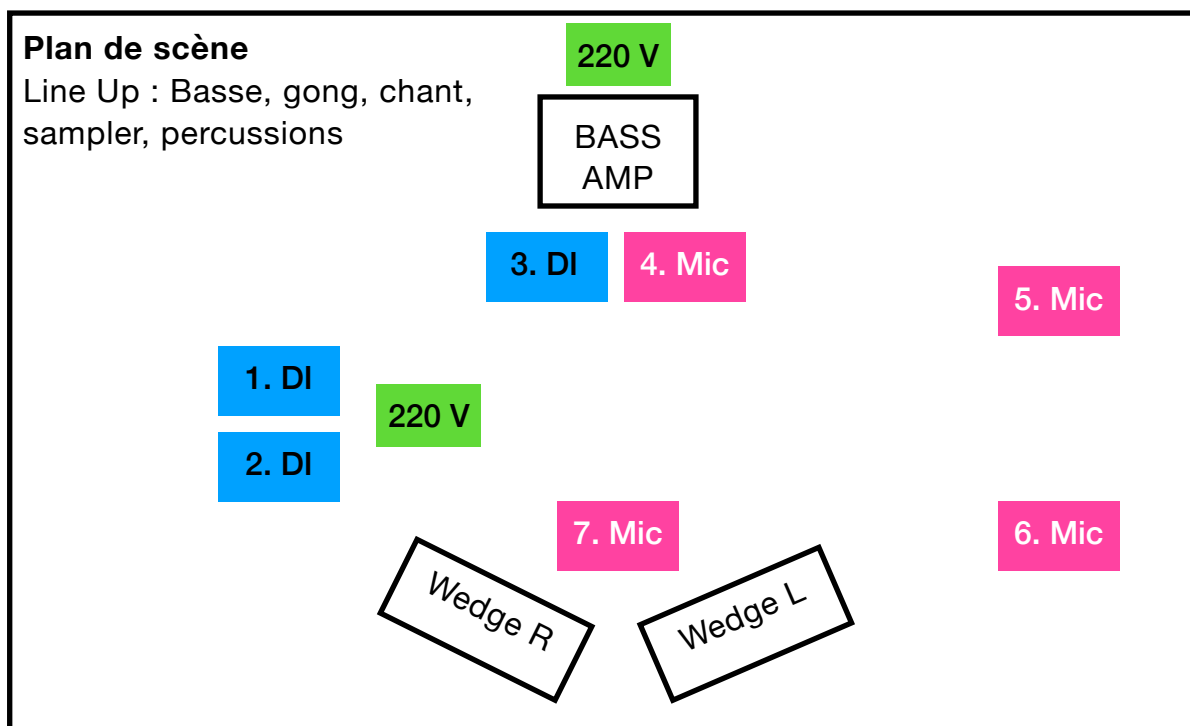 Plan de scène
Line Up : Basse, gong, chant,
sampler, percussions
220 V
BASS
AMP
3. DI
4. Mic
5. Mic
1. DI
220 V
2. DI
7. Mic
6. Mic
Wedge R
Wedge L